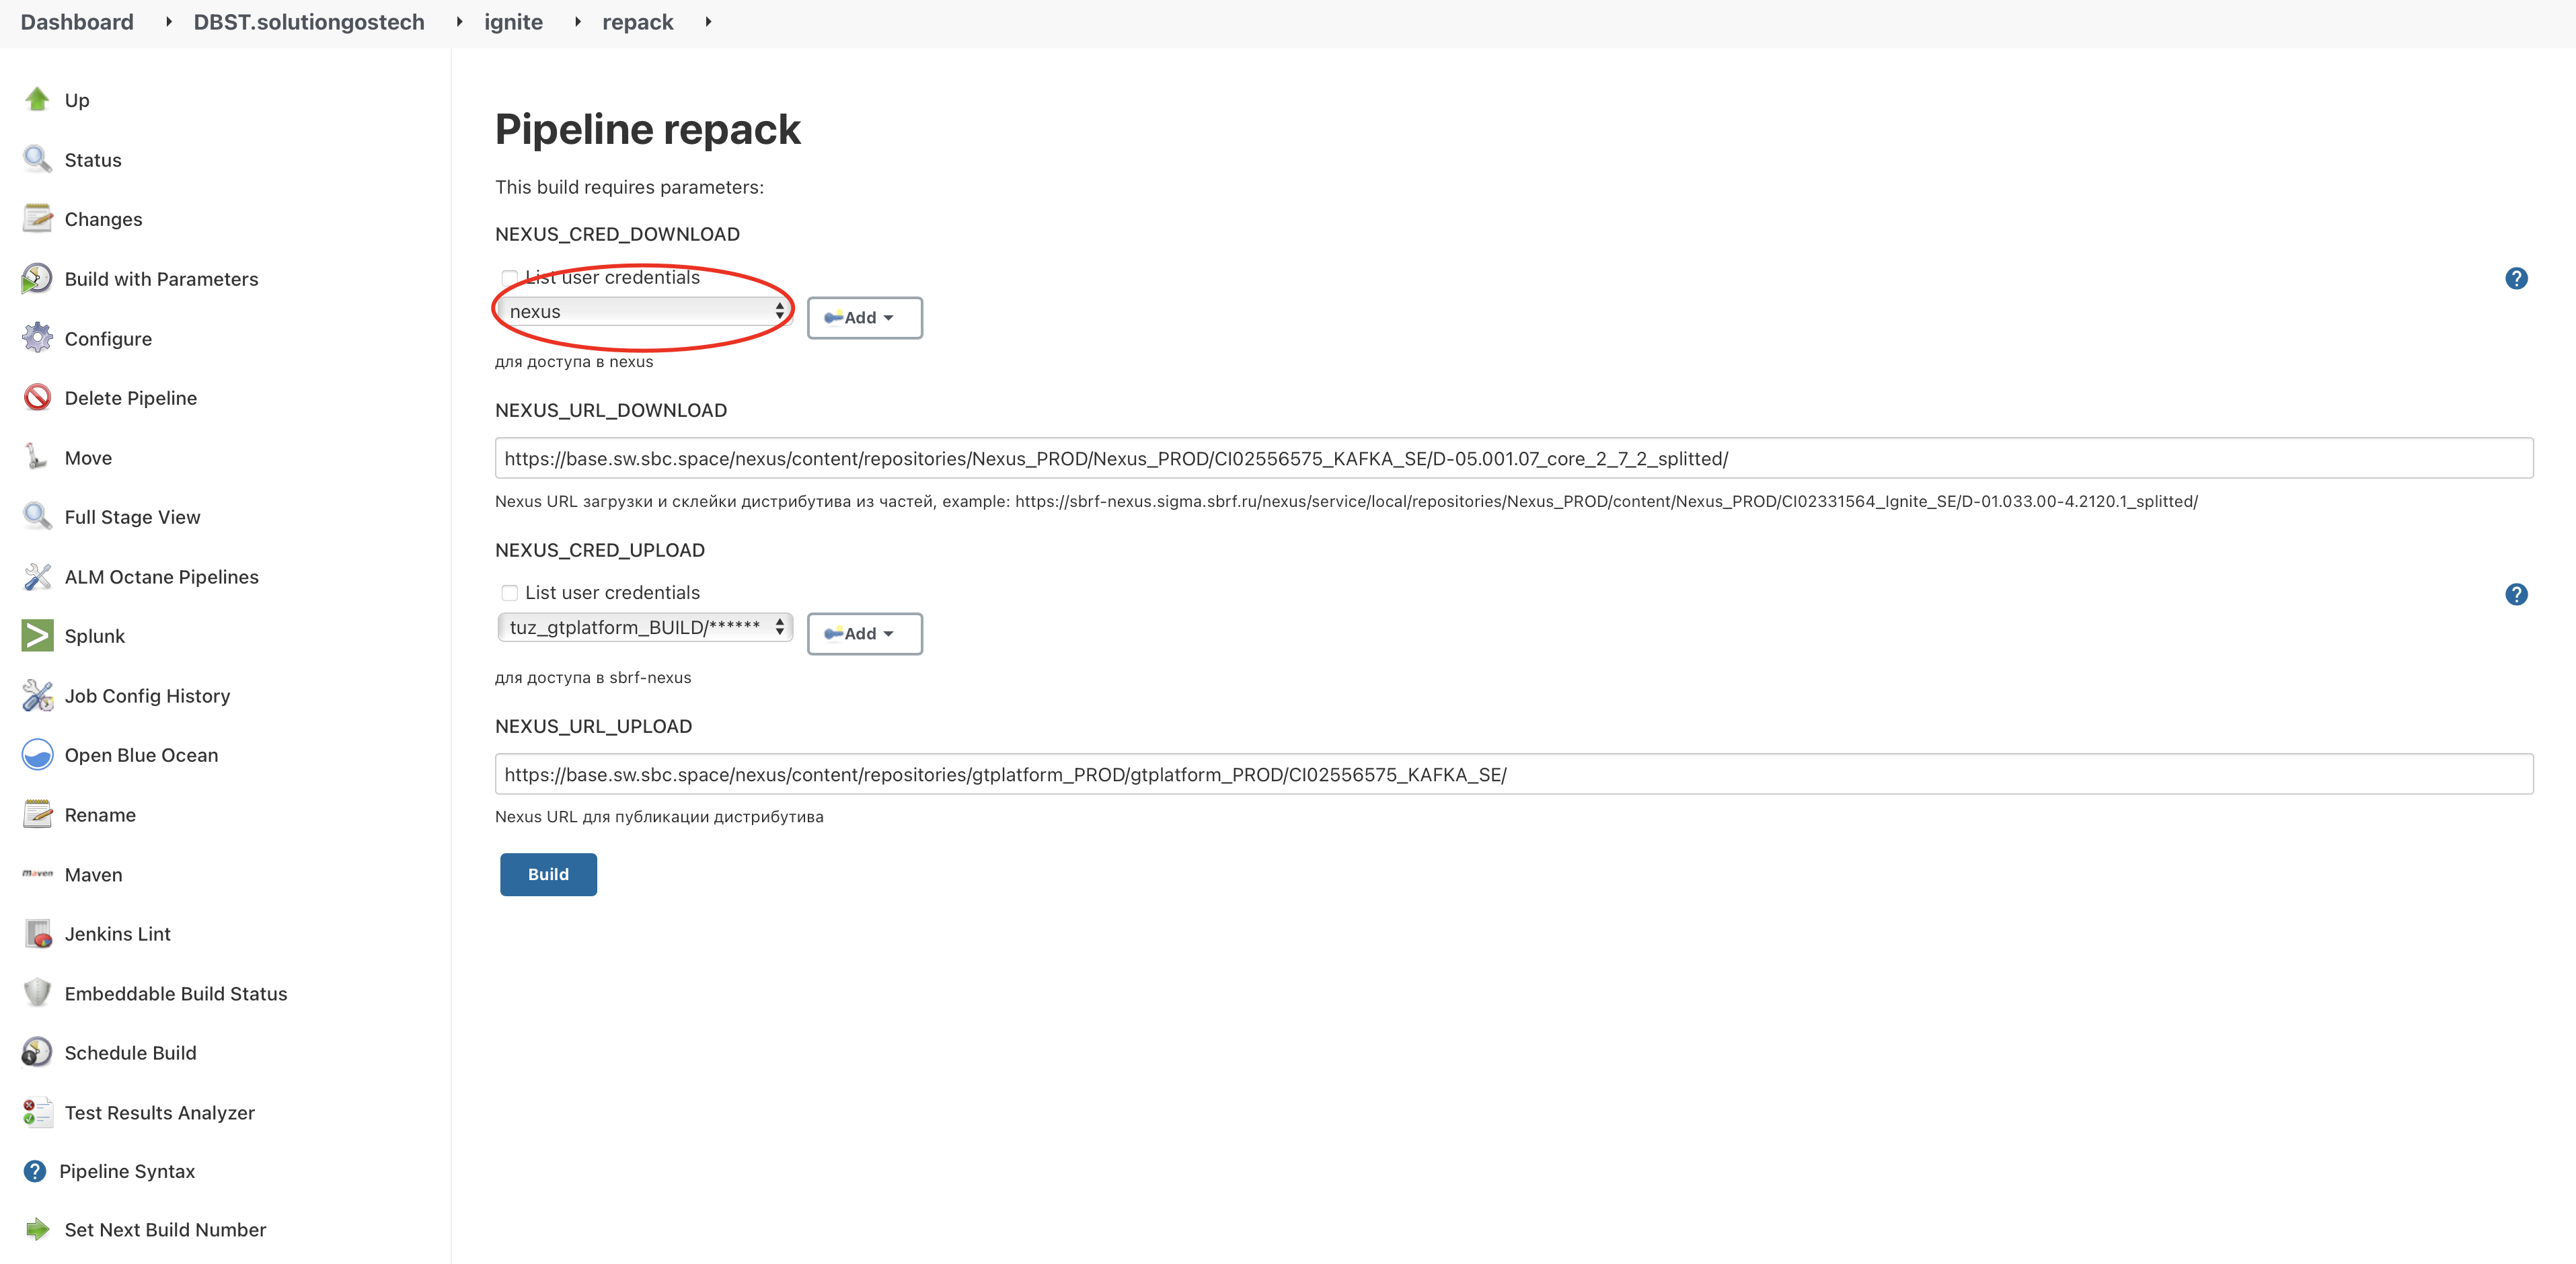 Dashboard DBST.solutiongostech ignite repack
Up
Status
Changes
Build with Parameters
Configure
Delete Pipeline
Move
Full Stage View
ALM Octane Pipelines
Splunk
Job Config History
Open Blue Ocean
Rename
maven Maven
Jenkins Lint
Embeddable Build Status
Schedule Build
Test Results Analyzer
? Pipeline Syntax
Set Next Build Number
Pipeline repack
This build requires parameters:
NEXUS_CRED_DOWNLOAD
List user credentials ?
nexus Add
для доступа в nexus
NEXUS_URL_DOWNLOAD
https://base.sw.sbc.space/nexus/content/repositories/Nexus_PROD/Nexus_PROD/CI02556575_KAFKA_SE/D-05.001.07_core_2_7_2_splitted/
Nexus URL загрузки и склейки дистрибутива из частей, example: https://sbrf-nexus.sigma.sbrf.ru/nexus/service/local/repositories/Nexus_PROD/content/Nexus_PROD/CI02331564_Ignite_SE/D-01.033.00-4.2120.1_splitted/
NEXUS_CRED_UPLOAD
List user credentials ?
tuz_gtplatform_BUILD/****** Add
для доступа в sbrf-nexus
NEXUS_URL_UPLOAD
https://base.sw.sbc.space/nexus/content/repositories/gtplatform_PROD/gtplatform_PROD/CI02556575_KAFKA_SE/
Nexus URL для публикации дистрибутива
Build